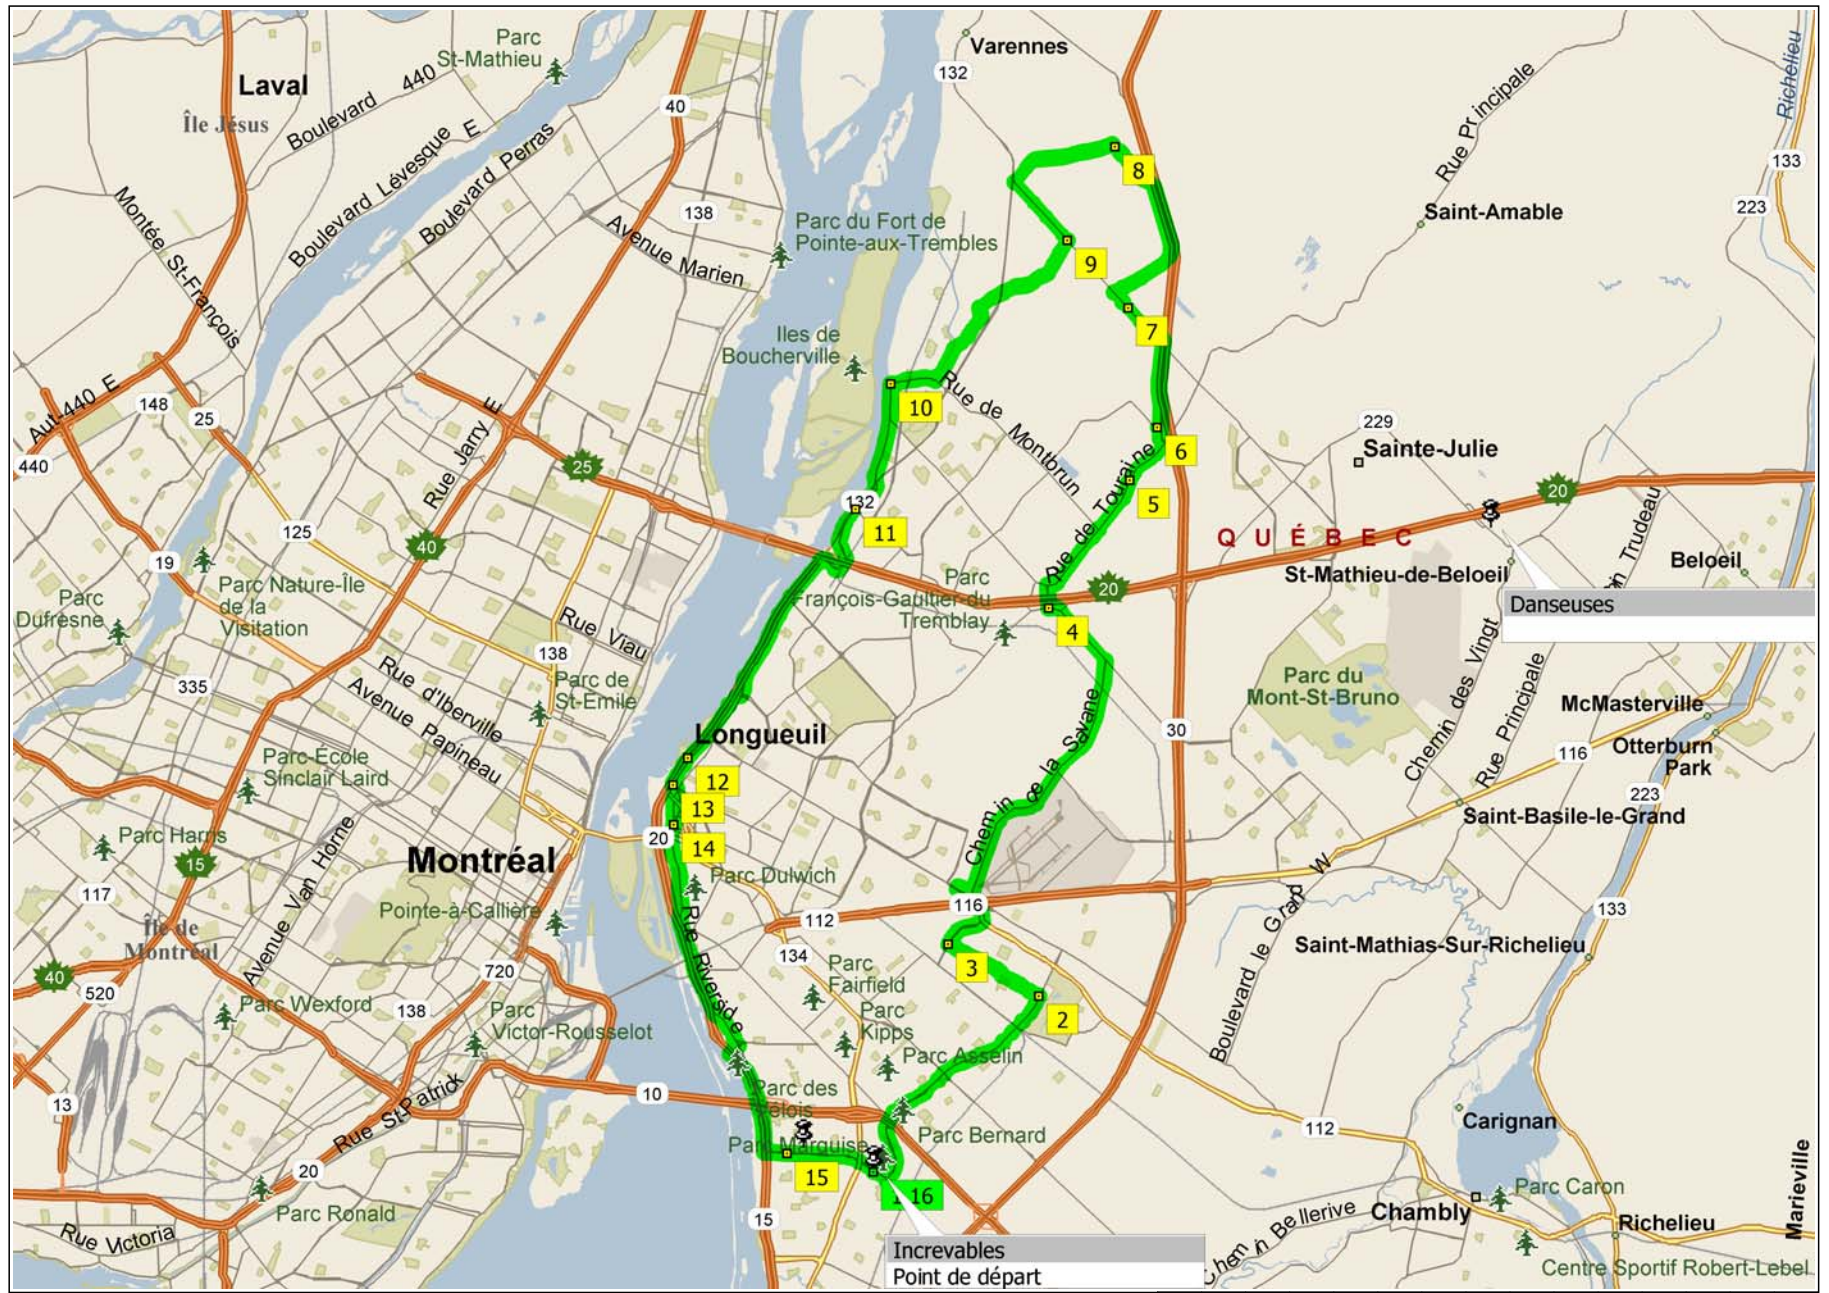 Varennes
132
Parc
St-Mathieu
Laval
Boulevard 440
40
Île Jésus
Boulevard Lévesque E
Boulevard Perras
Rue Principale
Richelieu
133
8
Montée St-François
138
Avenue Marien
Parc du Fort de
Pointe-aux-Trembles
Saint-Amable
223
9
Iles de
Boucherville
7
Aut-440 E
148
25
440
Rue Jarry E
25
10
Rue de Montbrun
229
Sainte-Julie
6
5
20
132
11
Rue de Touraine
QUÉBEC
125
40
19
Parc Nature-Île
de la
Visitation
Parc
Dufresne
Parc
François-Gaultier-du
Tremblay
20
St-Mathieu-de-Beloeil
Beloeil
Danseuses
4
Rue Viau
138
335
Rue d'Iberville
Avenue Papineau
Parc de
St-Emile
Parc du
Mont-St-Bruno
Chemin des Vingt
Rue Principale
McMasterville
Otterburn
Park
116
30
223
Longueuil
Chemin de la Savane
Parc-École
Sinclair Laird
12
13
14
20
Saint-Basile-le-Grand
Parc Harris
15
Avenue Van Horne
Montréal
Parc Dulwich
117
Pointe-à-Callière
112
116
Boulevard le Grand W
133
Île de
Montréal
Rue Riverside
134
Saint-Mathias-Sur-Richelieu
40
520
720
Parc
Fairfield
3
2
Parc Wexford
138
Parc
Victor-Rousselot
Parc
Kipps
Parc Asselin
13
Rue St-Patrick
10
Parc des
Parc Bernard
112
Carignan
Parc Marquise
15
20
Parc Ronald
Rue Victoria
15
16
Chambly
Parc Caron
Richelieu
Marieville
Centre Sportif Robert-Lebel
Increvables
Point de départ